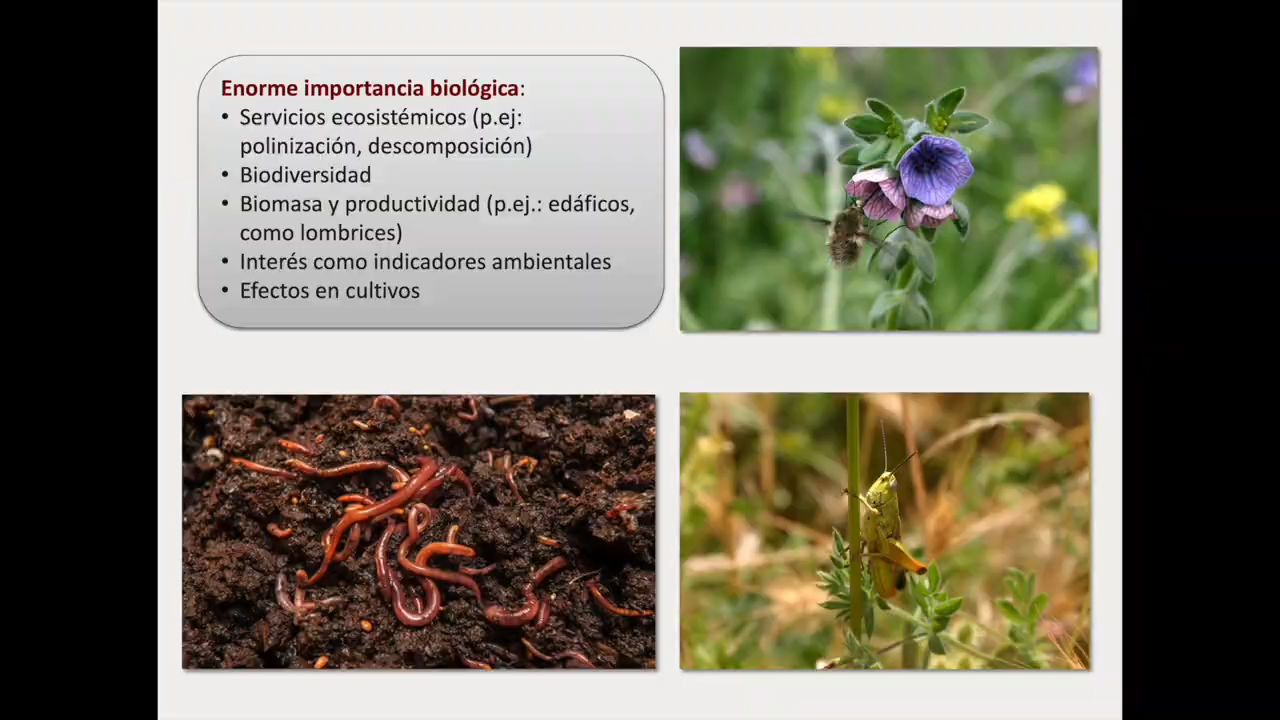 Enorme importancia biológica:
• Servicios ecosistémicos (p.ej:
polinización, descomposición)
• Biodiversidad
• Biomasa y productividad (p.ej.: edáficos,
como lombrices)
• Interés como indicadores ambientales
• Efectos en cultivos